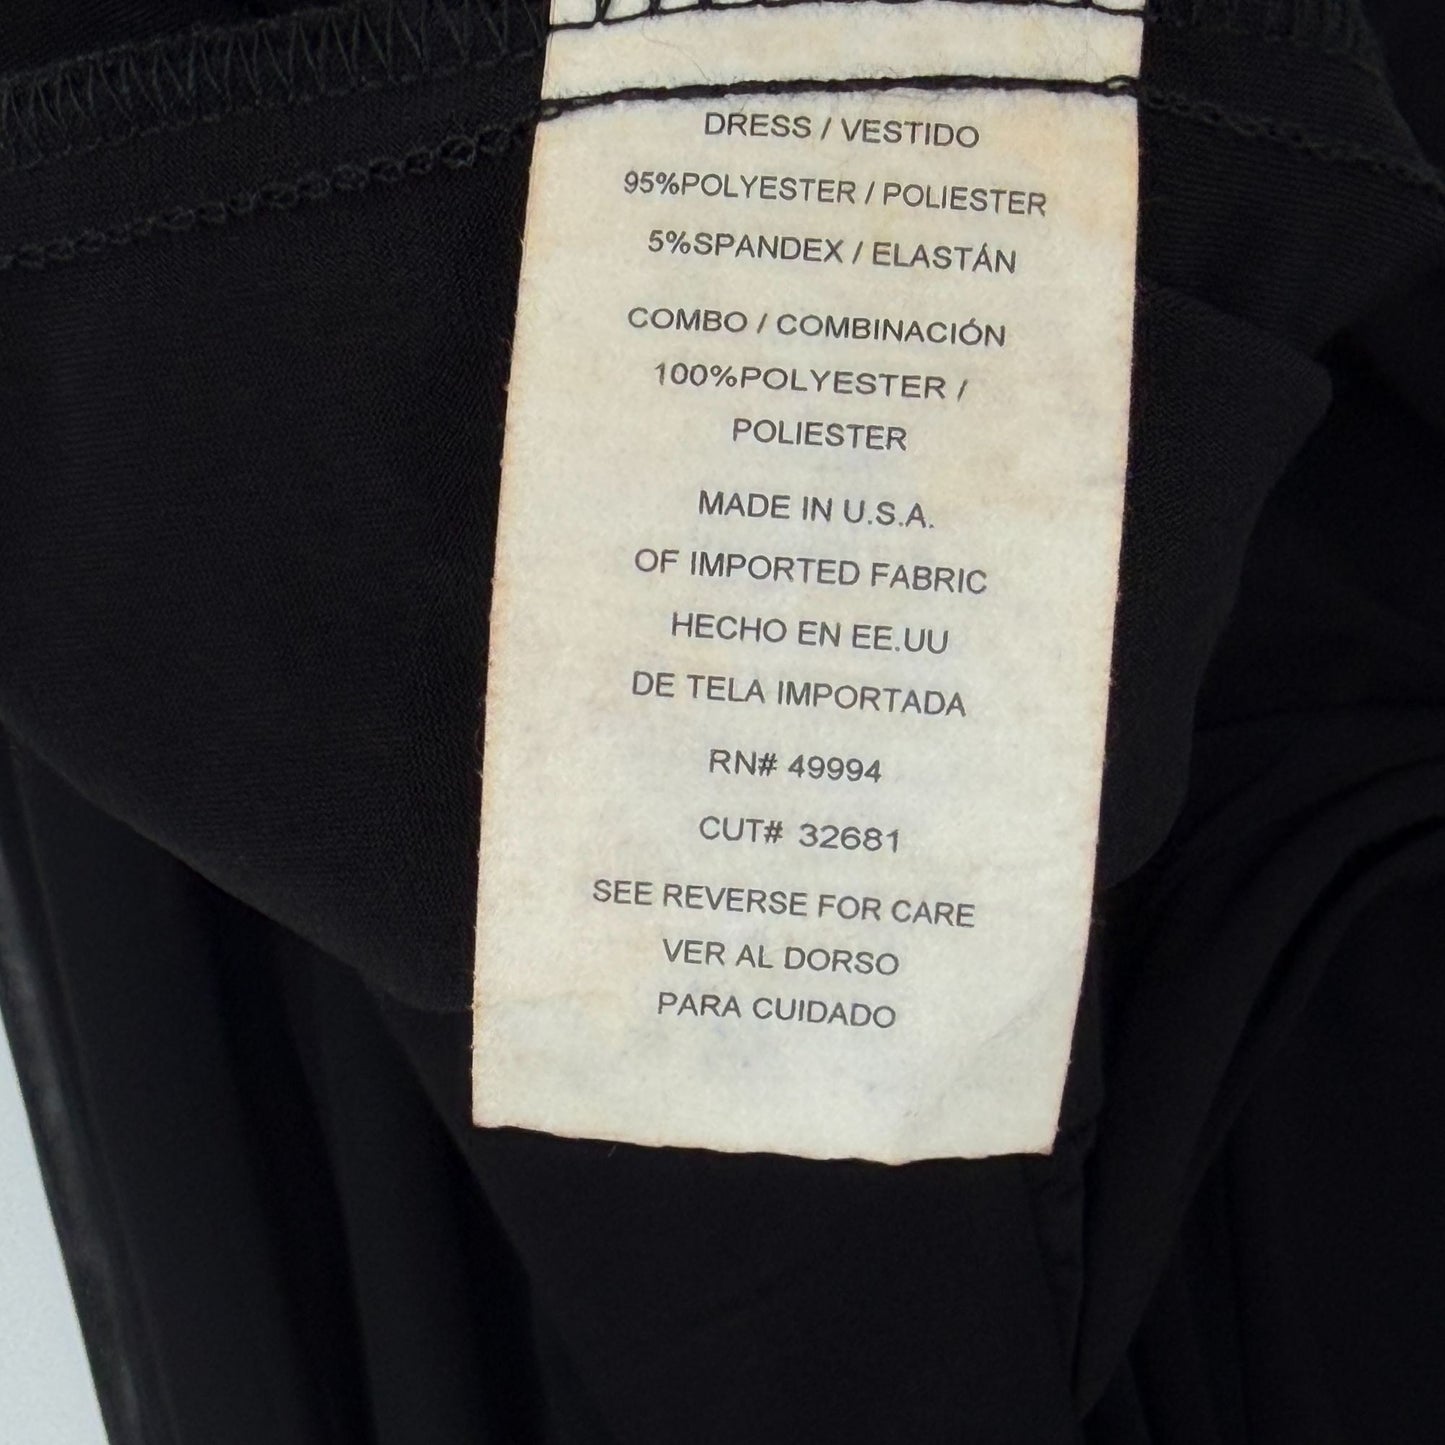 DRESS / VESTIDO
95%POLYESTER / POLIESTER
5%SPANDEX / ELASTÁN
COMBO / COMBINACIÓN
100%POLYESTER /
POLIESTER
MADE IN U.S.A.
OF IMPORTED FABRIC
HECHO EN EE.UU
DE TELA IMPORTADA
RN# 49994
CUT# 32681
SEE REVERSE FOR CARE
VER AL DORSO
PARA CUIDADO